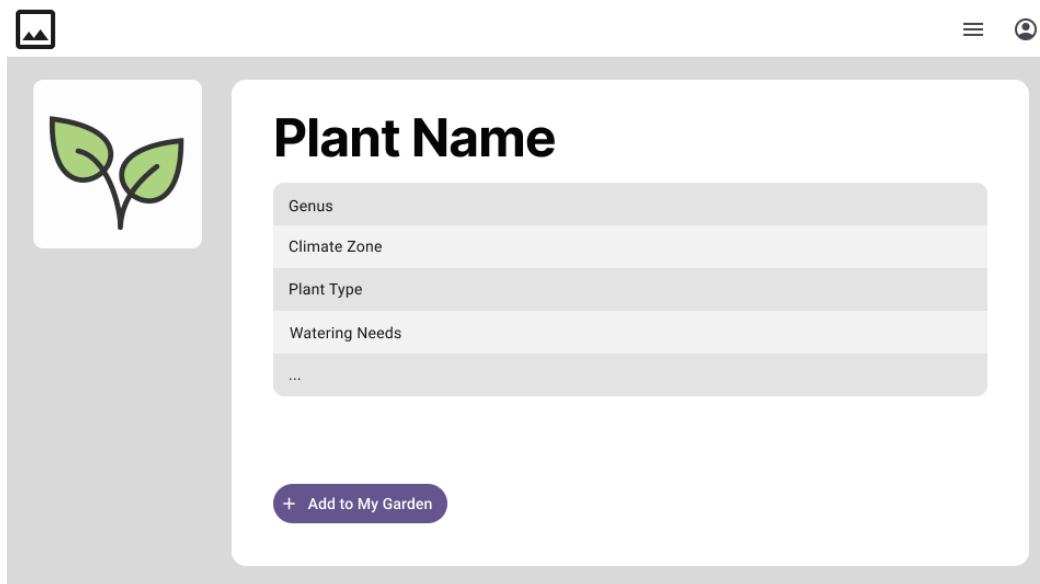 Plant Name
Genus
Climate Zone
Plant Type
Watering Needs
...
+ Add to My Garden